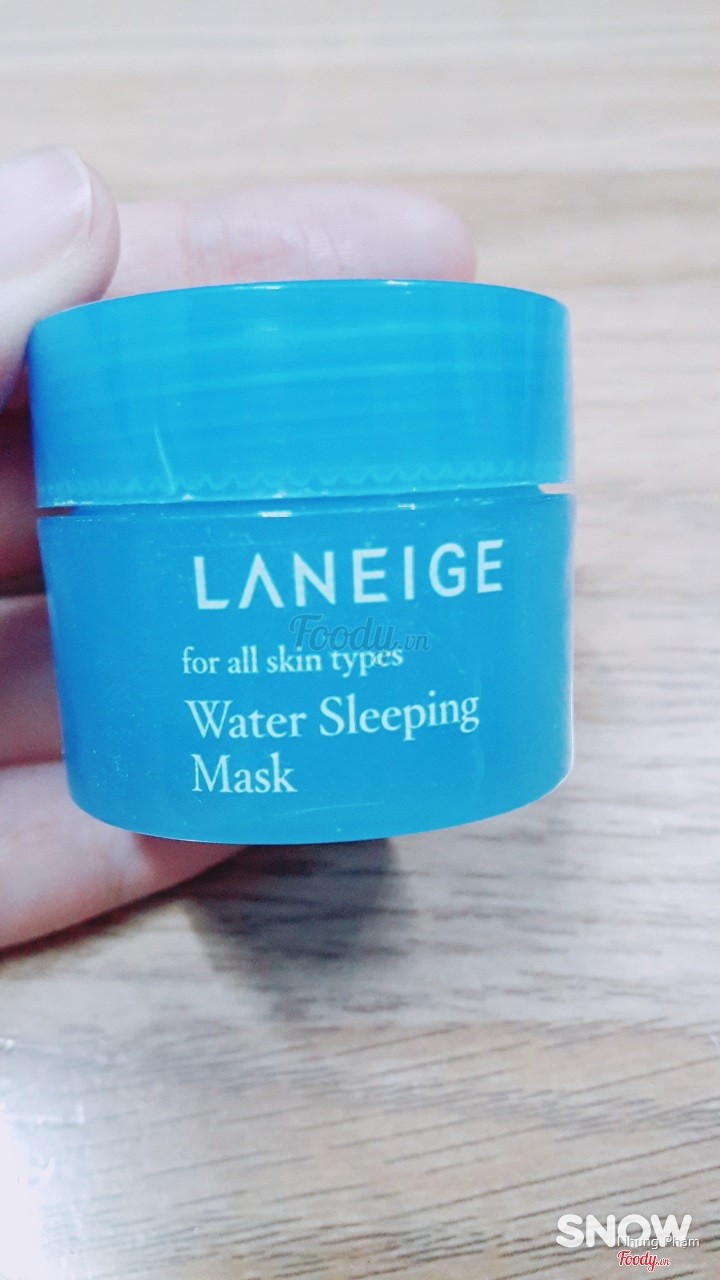 LANEIGE
Foody.vn
for all skin types
Water Sleeping
Mask
SNOW
Nhung Pham
Foody.vn